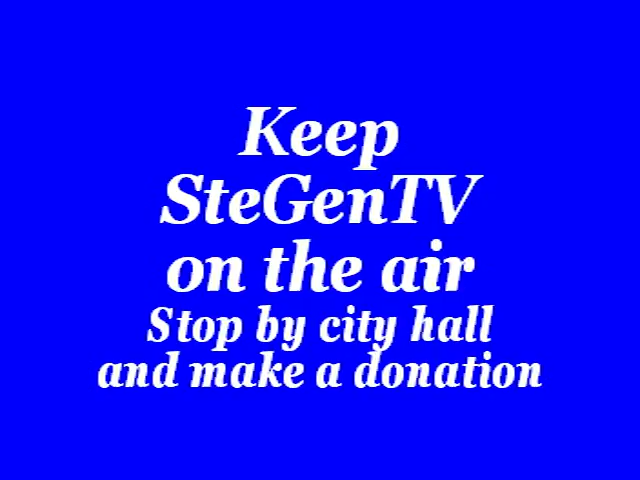 Keep
SteGenTV
on the air
Stop by city hall
and make a donation